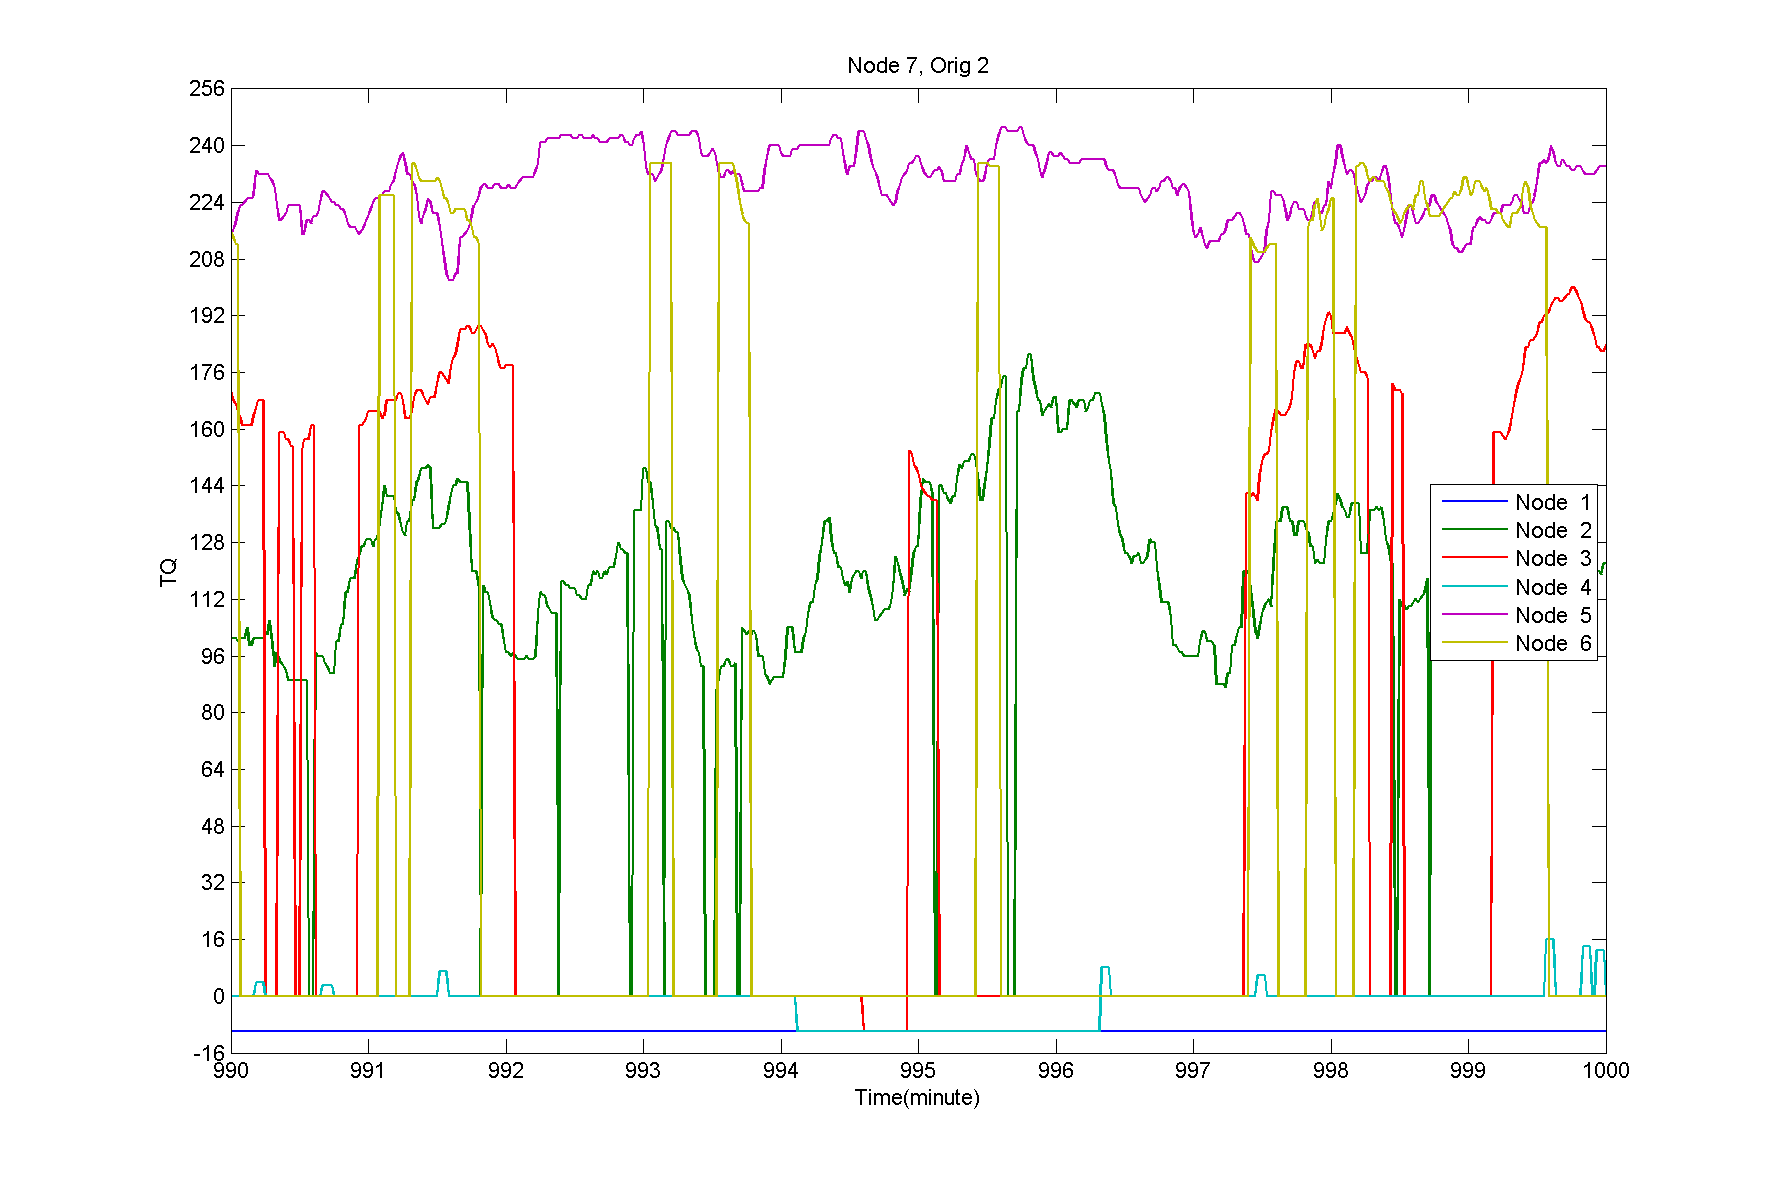 Node 7, Orig 2
256
240
224
208
192
176
160
144
128
112
96
80
64
48
32
16
0
-16
TQ
990 991 992 993 994 995 996 997 998 999 1000
Time(minute)
Node 1
Node 2
Node 3
Node 4
Node 5
Node 6